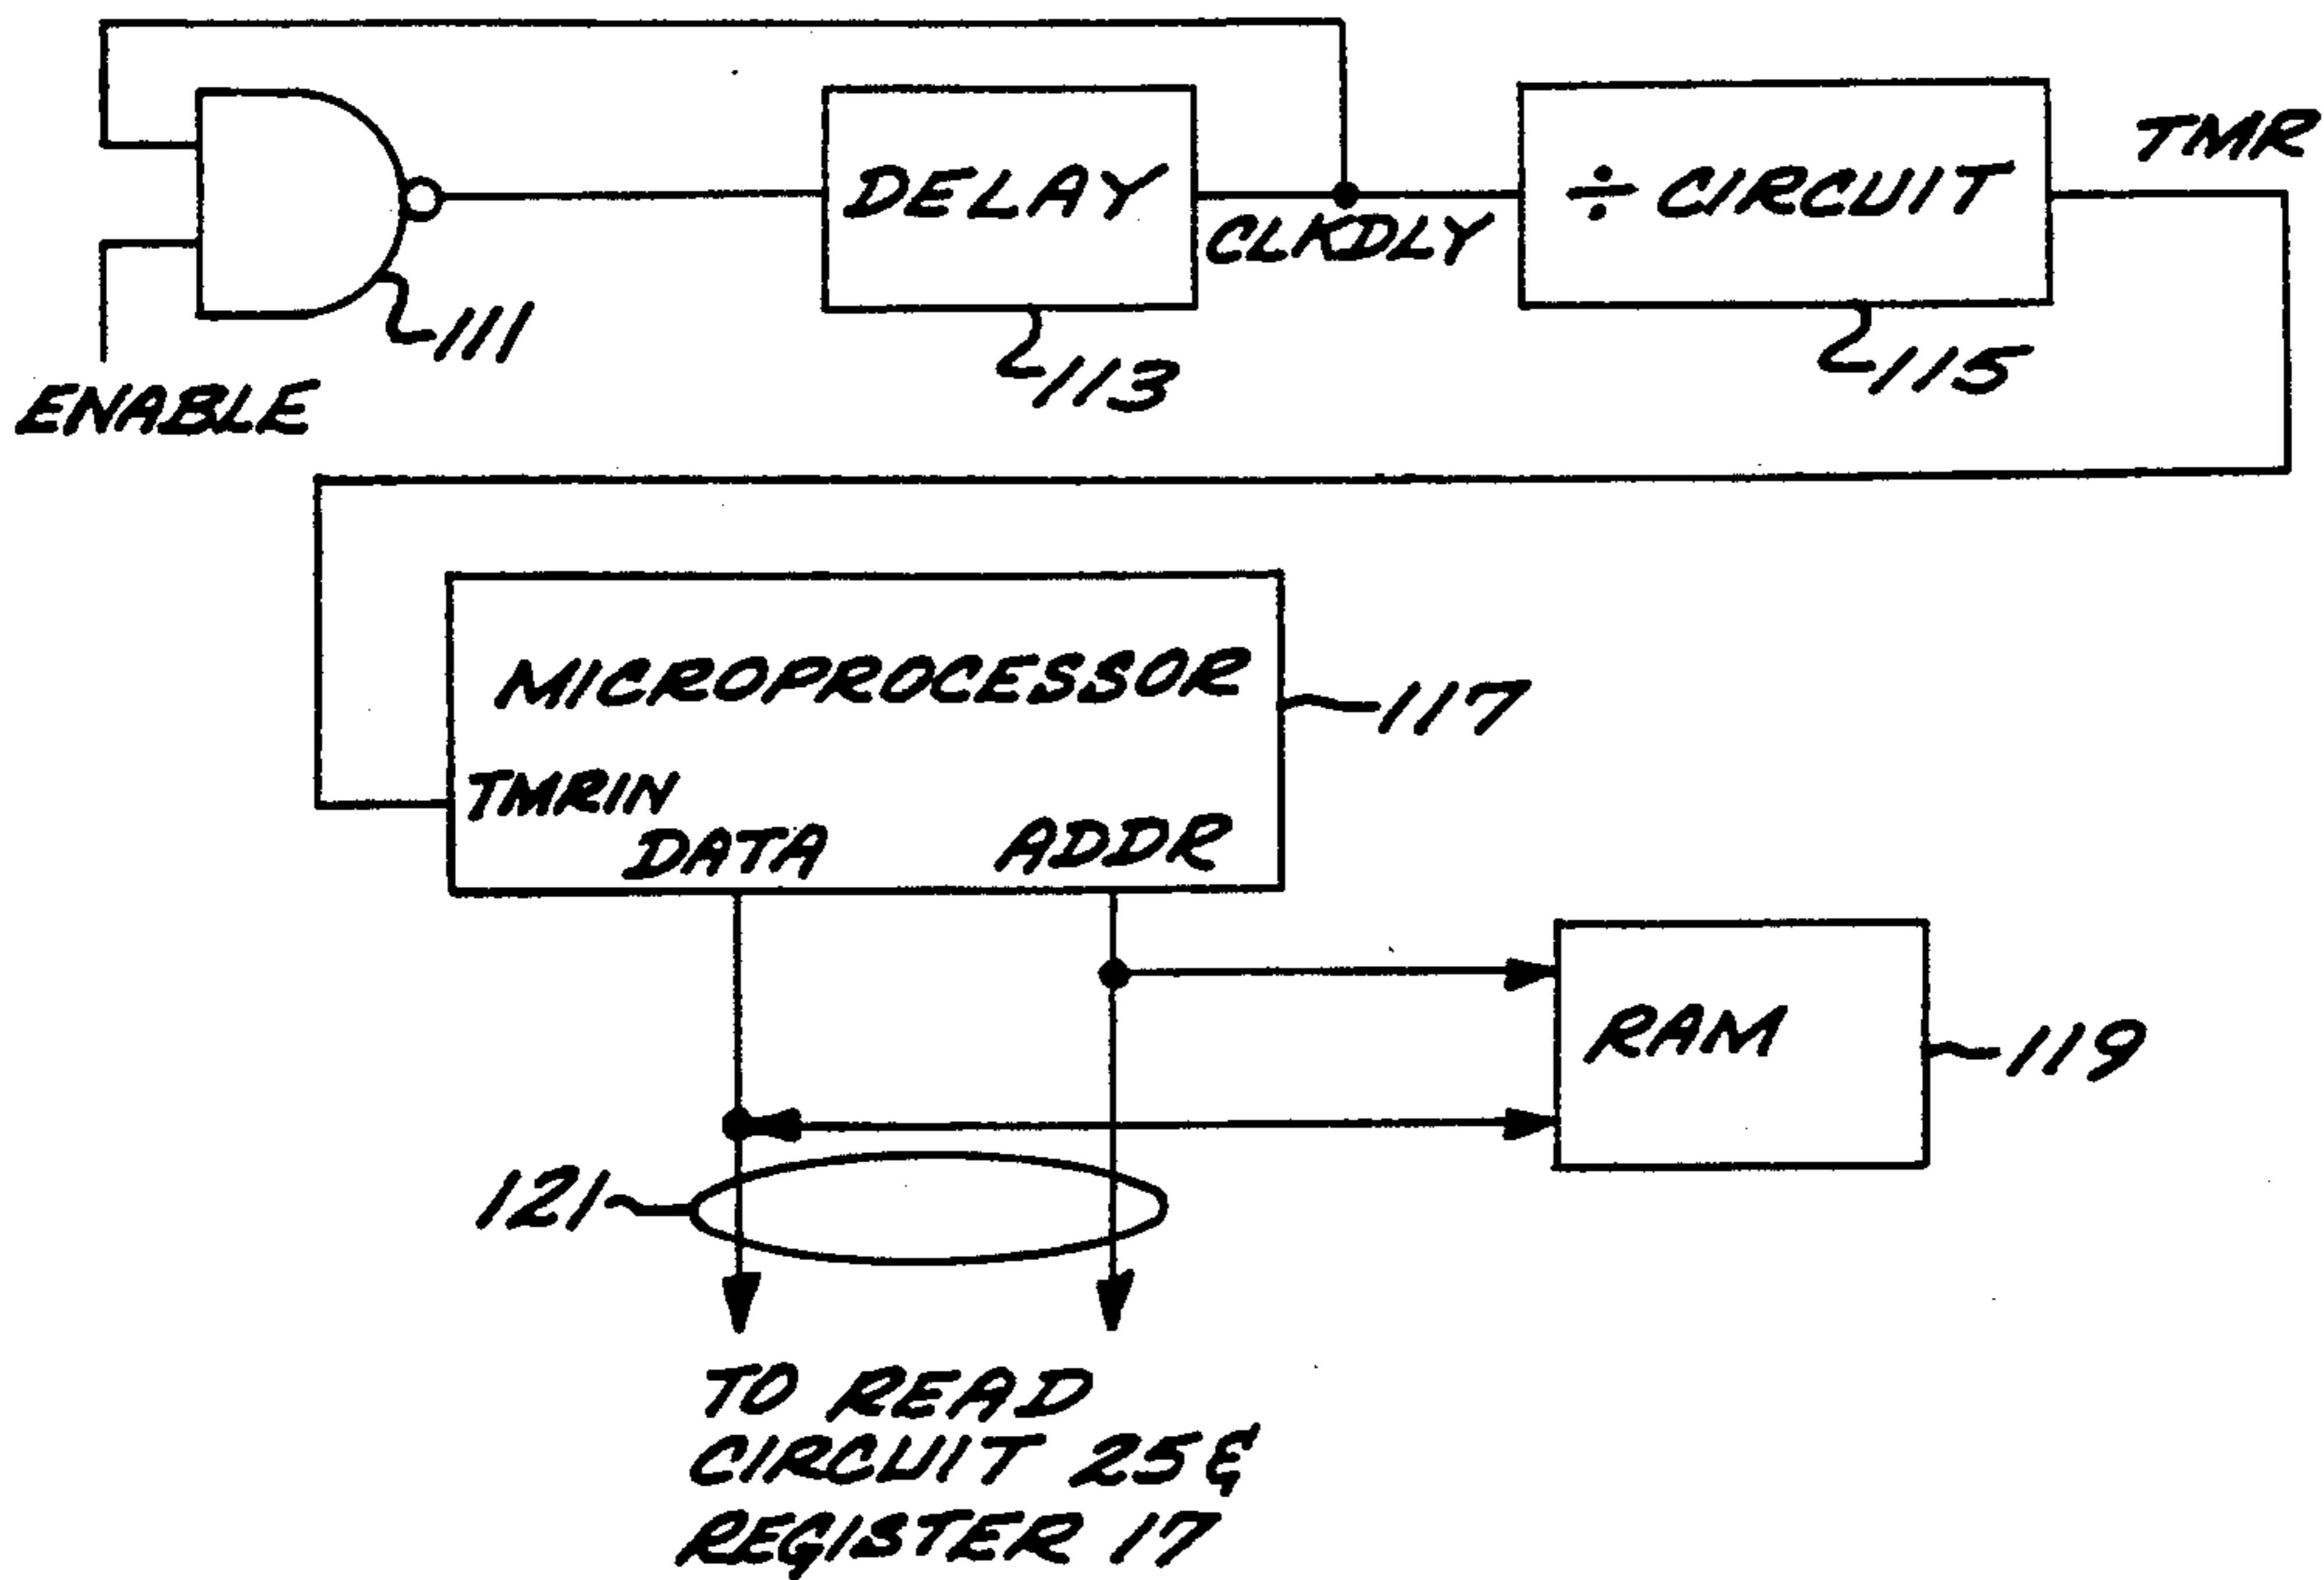 TMR
DELAY
÷ CIRCUIT
CLKDLY
111
113
115
ENABLE
MICROPROCESSOR
117
TMRIN
DATA
ADDR
RAM
119
121
TO READ
CIRCUIT 25 &
REGISTER 17